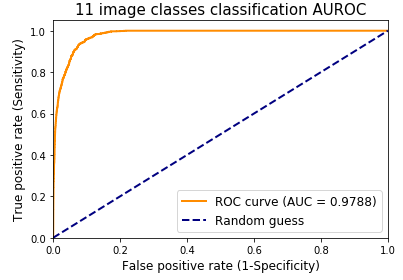 11 image classes classification AUROC
True positive rate (Sensitivity)
1.0
0.8
0.6
0.4
0.2
0.0
ROC curve (AUC = 0.9788)
Random guess
0.0 0.2 0.4 0.6 0.8 1.0
False positive rate (1-Specificity)